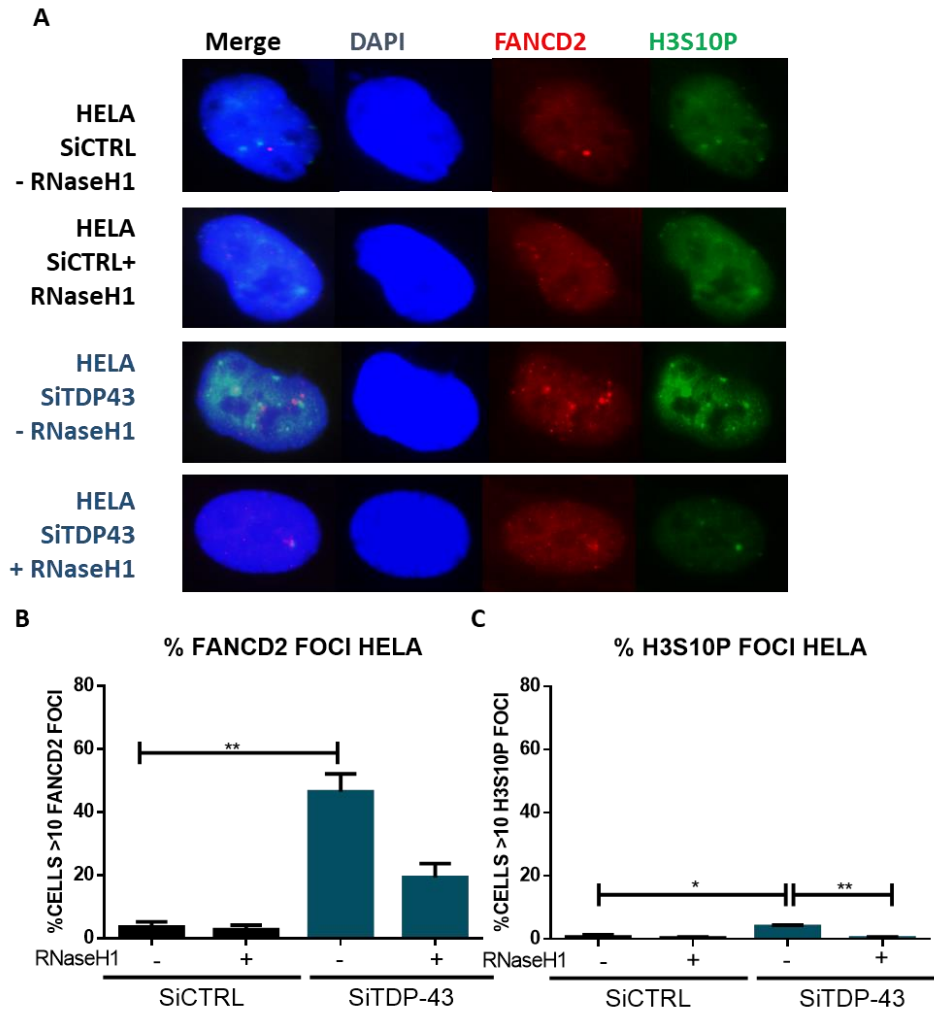 A
Merge DAPI FANCD2 H3S10P
HELA
SiCTRL
- RNaseH1
HELA
SiCTRL+
RNaseH1
HELA
SiTDP43
- RNaseH1
HELA
SiTDP43
+ RNaseH1
B
% FANCD2 FOCI HELA
%CELLS >10 FANCD2 FOCI
80
60
40
20
0
**
RNaseH1 - + - +
SiCTRL SiTDP-43
C
% H3S10P FOCI HELA
%CELLS >10 H3S10P FOCI
80
60
40
20
0
* **
RNaseH1 - + - +
SiCTRL SiTDP-43